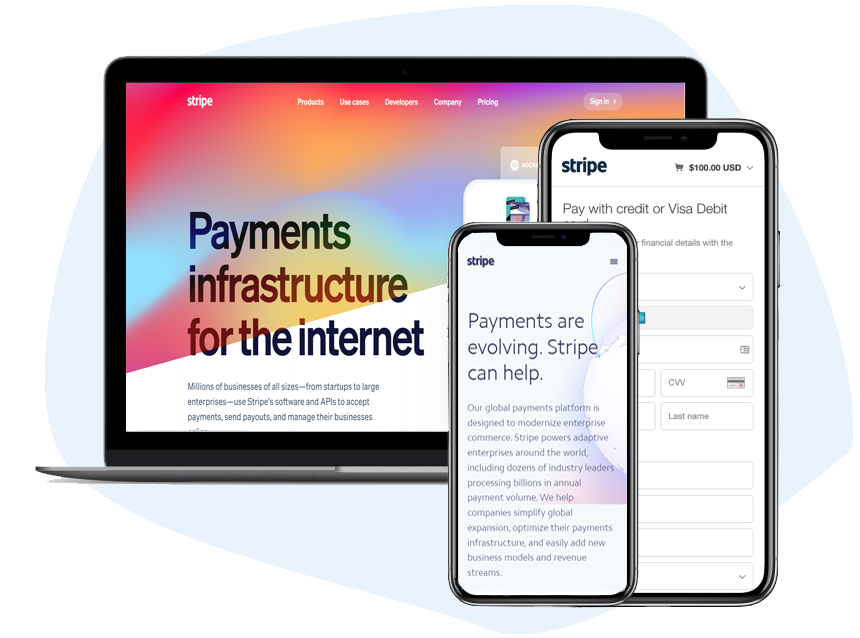 stripe
Products Use cases Developers Company Pricing
Sign in
Payments
infrastructure
for the internet
Millions of businesses of all sizes—from startups to large
enterprises—use Stripe's software and APIs to accept
payments, send payouts, and manage their businesses
stripe
$100.00 USD
Pay with credit or Visa Debit
financial details with the
CVV
Last name
stripe
Payments are
evolving. Stripe
can help.
Our global payments platform is
designed to modernize enterprise
commerce. Stripe powers adaptive
enterprises around the world,
including dozens of industry leaders
processing billions in annual
payment volume. We help
companies simplify global
expansion, optimize their payments
infrastructure, and easily add new
business models and revenue
streams.